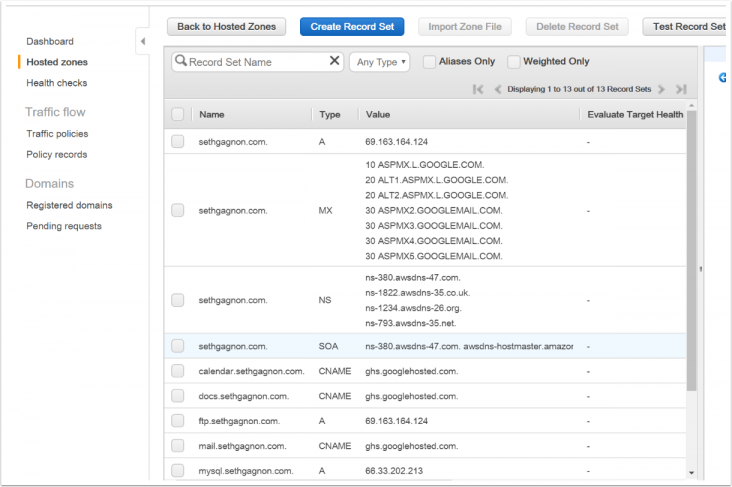 Back to Hosted Zones Create Record Set Import Zone File Delete Record Set Test Record Set
Dashboard
Hosted zones
Health checks
Traffic flow
Traffic policies
Policy records
Domains
Registered domains
Pending requests
Record Set Name Any Type Aliases Only Weighted Only
Displaying 1 to 13 out of 13 Record Sets
Name Type Value Evaluate Target Health
sethgagnon.com. A 69.163.164.124 -
sethgagnon.com. MX
10 ASPMX.L.GOOGLE.COM.
20 ALT1.ASPMX.L.GOOGLE.COM.
20 ALT2.ASPMX.L.GOOGLE.COM.
30 ASPMX2.GOOGLEMAIL.COM.
30 ASPMX3.GOOGLEMAIL.COM.
30 ASPMX4.GOOGLEMAIL.COM.
30 ASPMX5.GOOGLEMAIL.COM.
-
sethgagnon.com. NS
ns-380.awsdns-47.com.
ns-1822.awsdns-35.co.uk.
ns-1234.awsdns-26.org.
ns-793.awsdns-35.net.
-
sethgagnon.com. SOA ns-380.awsdns-47.com. awsdns-hostmaster.amazor -
calendar.sethgagnon.com. CNAME ghs.googlehosted.com. -
docs.sethgagnon.com. CNAME ghs.googlehosted.com. -
ftp.sethgagnon.com. A 69.163.164.124 -
mail.sethgagnon.com. CNAME ghs.googlehosted.com. -
mysql.sethgagnon.com. A 66.33.202.213 -